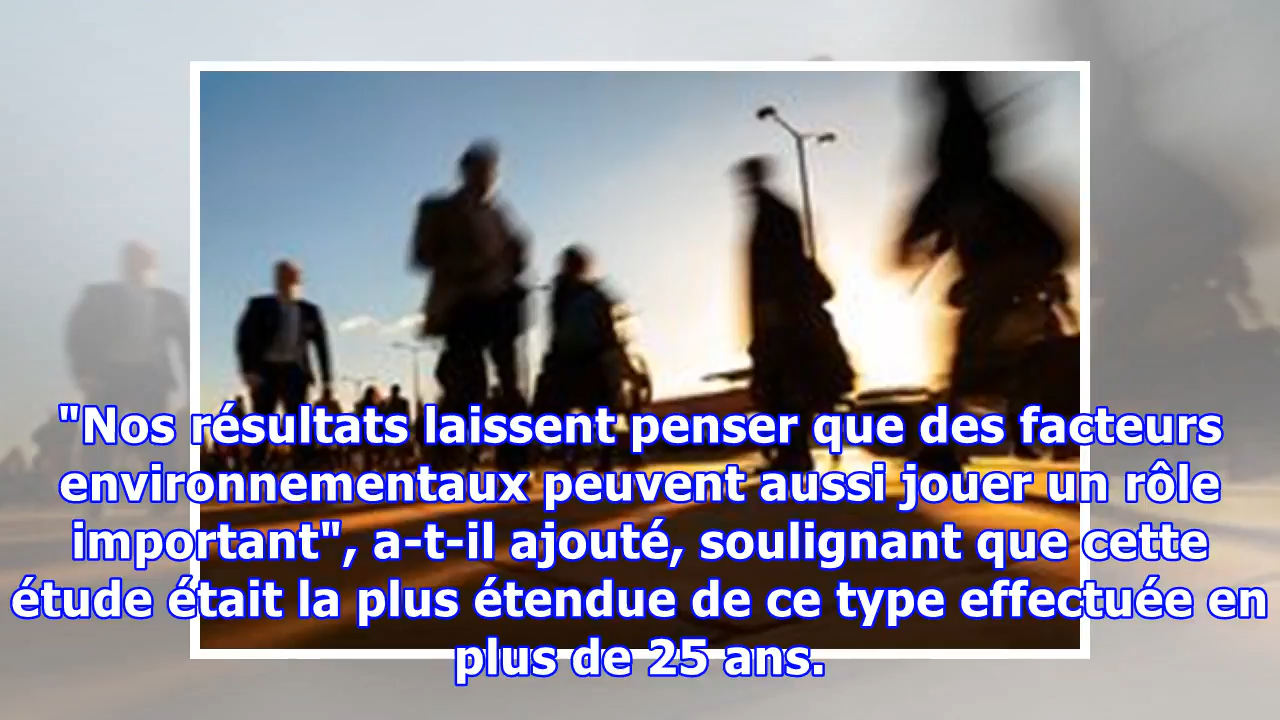 "Nos résultats laissent penser que des facteurs
environnementaux peuvent aussi jouer un rôle
important", a-t-il ajouté, soulignant que cette
étude était la plus étendue de ce type effectuée en
plus de 25 ans.